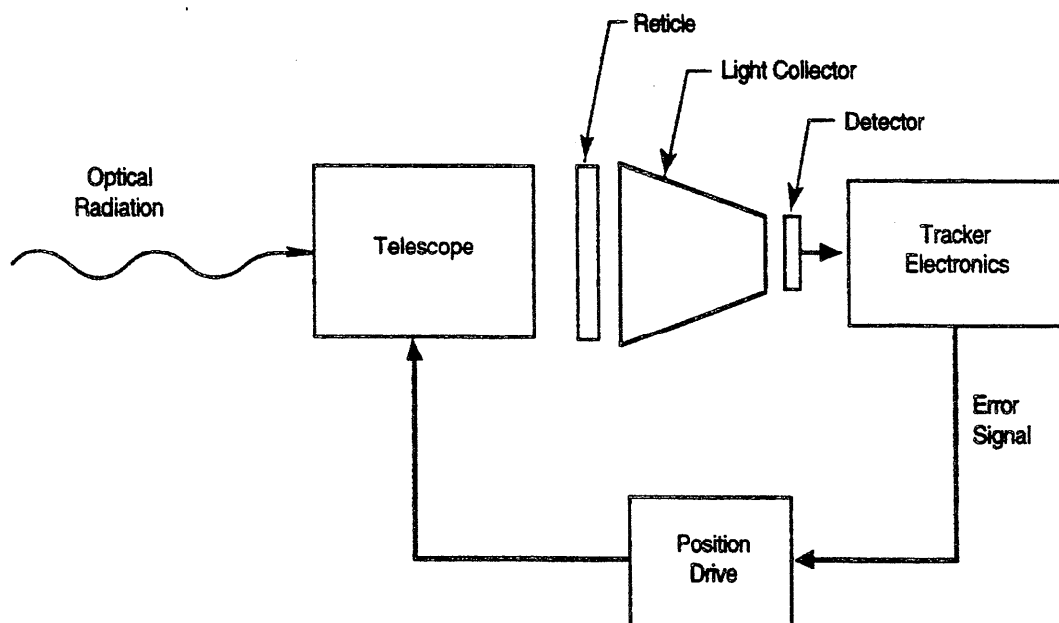 Reticle
Light Collector
Detector
Optical
Radiation
Telescope
Tracker
Electronics
Error
Signal
Position
Drive